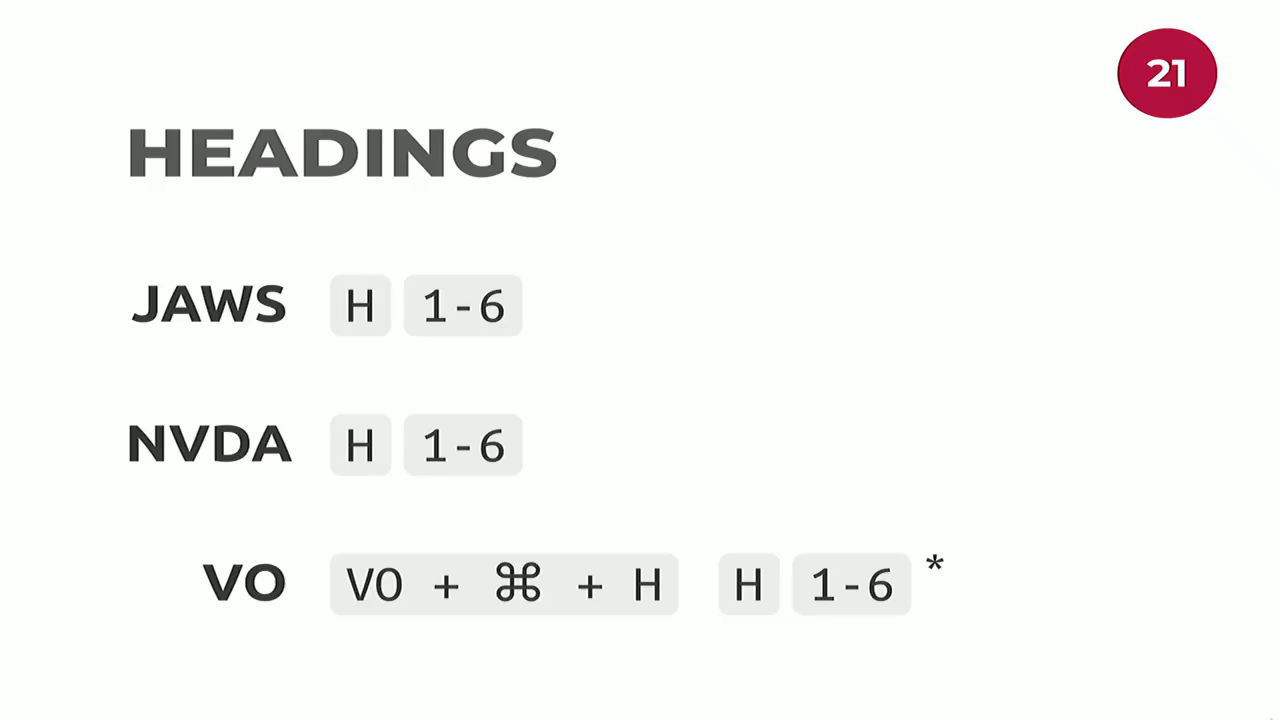 21
HEADINGS
JAWS H 1-6
NVDA H 1-6
VO VO + ⌘ + H H 1-6 *